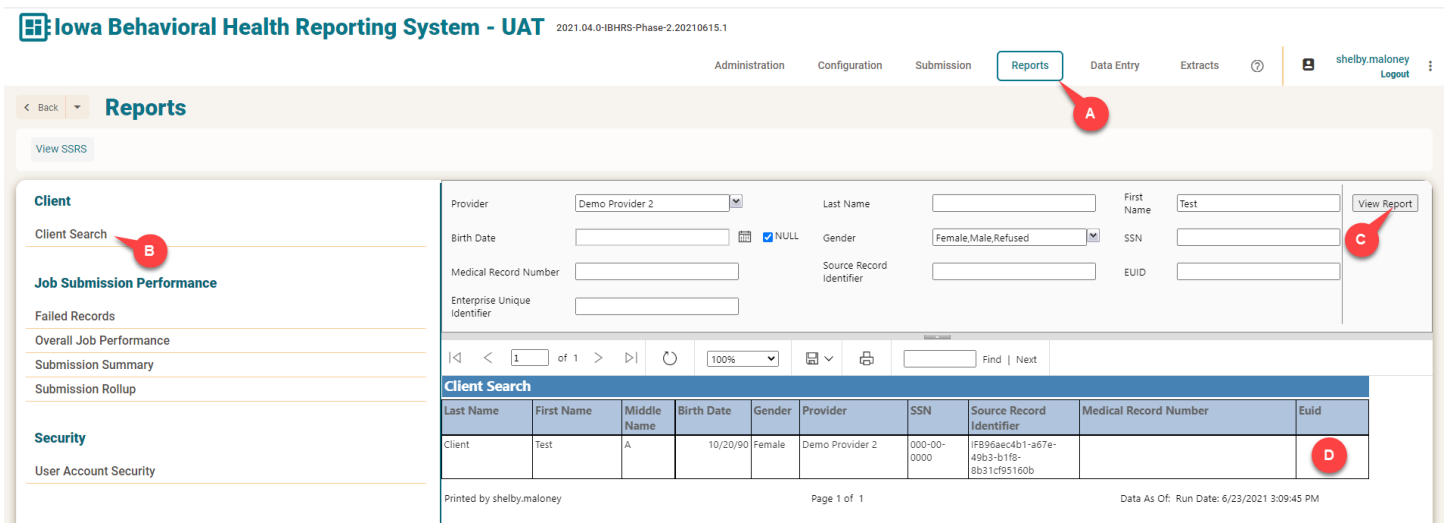 Iowa Behavioral Health Reporting System - UAT 2021.04.0-IBHRS-Phase-2.20210615.1
Administration Configuration Submission Reports Data Entry Extracts ? shelby.maloney
Logout
A
Back Reports
View SSRS
Client
Client Search
B
Job Submission Performance
Failed Records
Overall Job Performance
Submission Summary
Submission Rollup
Security
User Account Security
Provider Demo Provider 2 Last Name First
Name Test View Report
C
Birth Date NULL Gender Female,Male,Refused SSN
Medical Record Number Source Record
Identifier EUID
Enterprise Unique
Identifier
1 of 1 100% Find | Next
Client Search
Last Name First Name Middle
Name Birth Date Gender Provider SSN Source Record
Identifier Medical Record Number Euid
Client Test A 10/20/90 Female Demo Provider 2 000-00-
0000 IFB96aec4b1-a67e-
49b3-b1f8-
8b31cf95160b
D
Printed by shelby.maloney Page 1 of 1 Data As Of: Run Date: 6/23/2021 3:09:45 PM